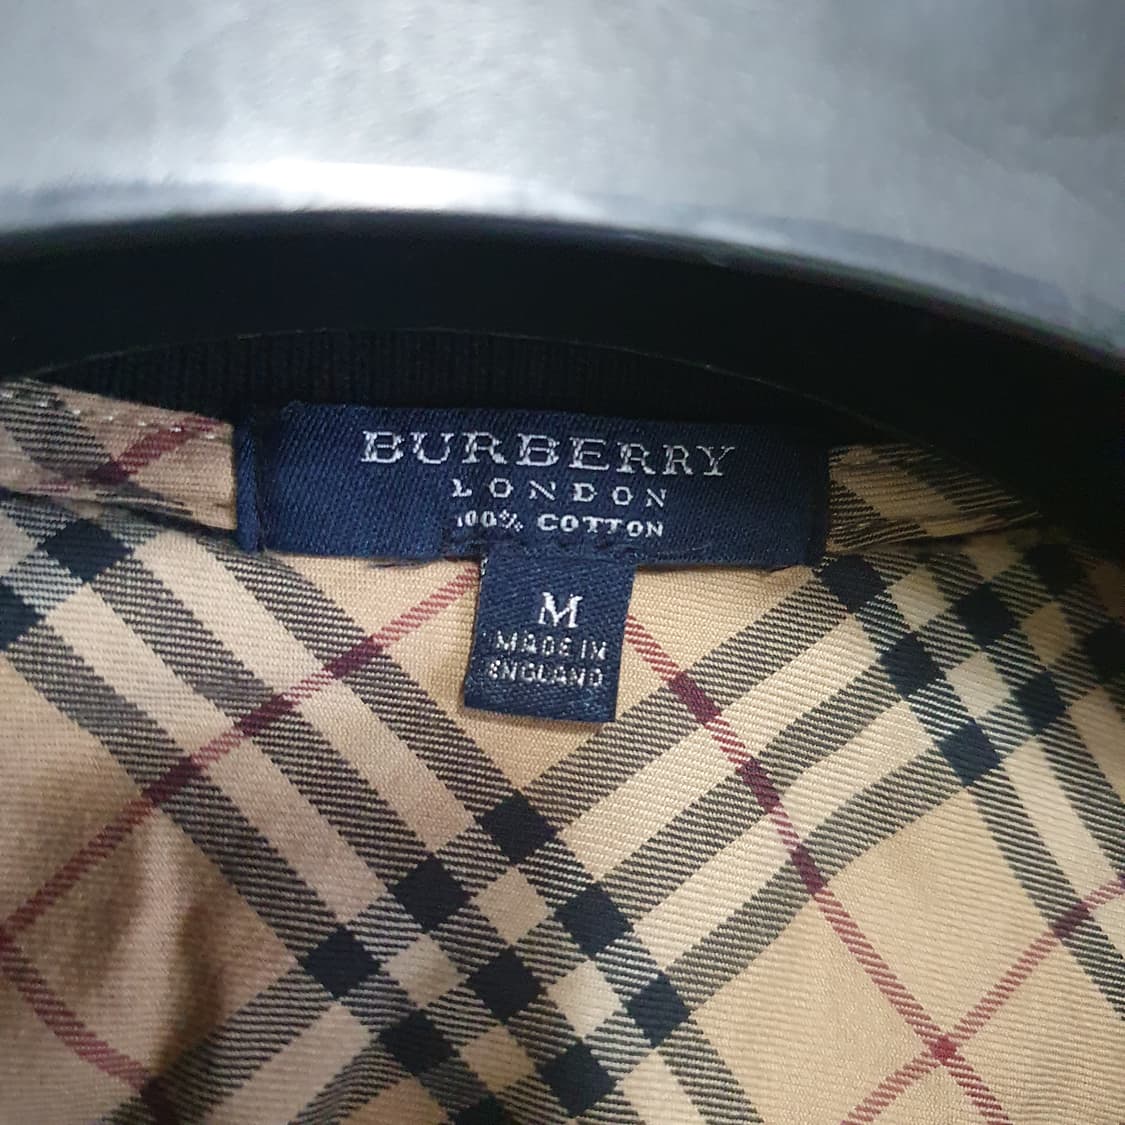 BURBERRY
LONDON
100% COTTON
M
MADE IN
ENGLAND